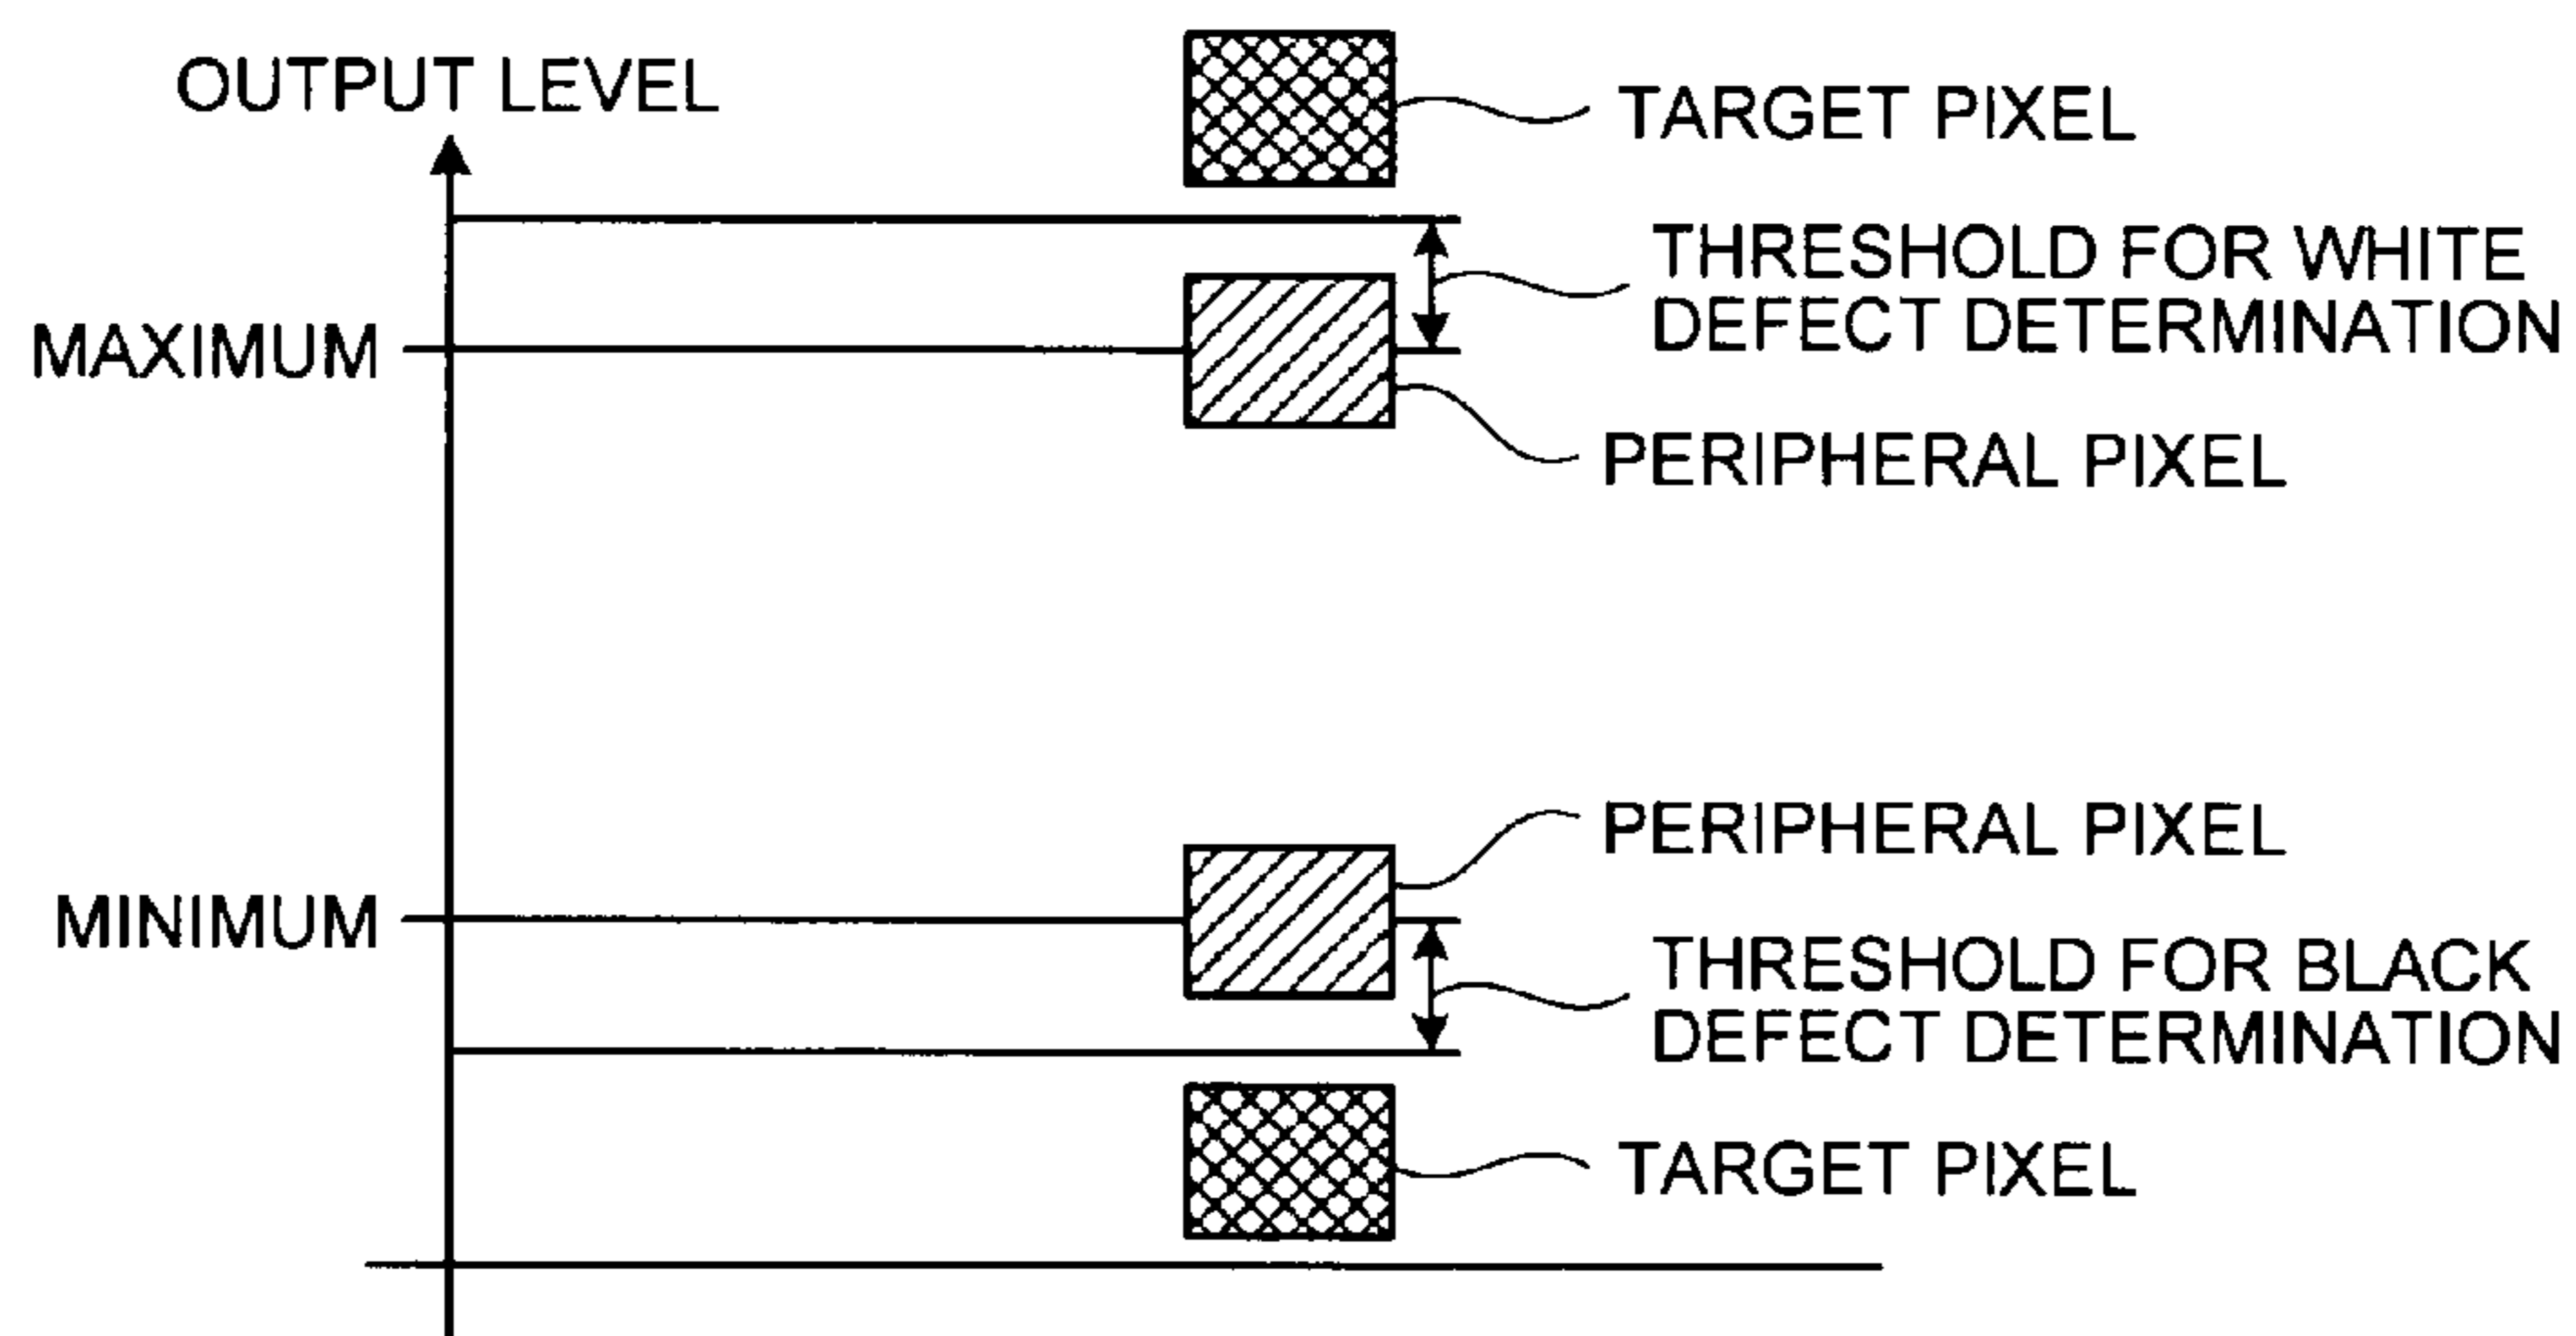 OUTPUT LEVEL
TARGET PIXEL
THRESHOLD FOR WHITE
DEFECT DETERMINATION
MAXIMUM
PERIPHERAL PIXEL
PERIPHERAL PIXEL
MINIMUM
THRESHOLD FOR BLACK
DEFECT DETERMINATION
TARGET PIXEL